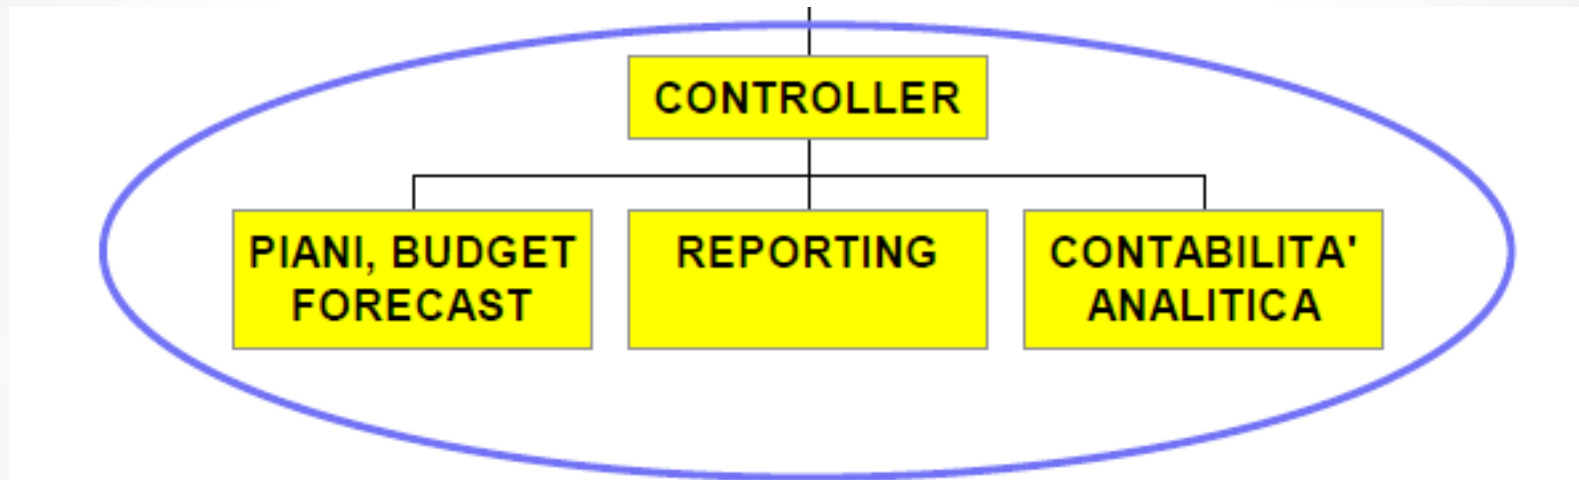 CONTROLLER
PIANI, BUDGET
FORECAST
REPORTING
CONTABILITA'
ANALITICA